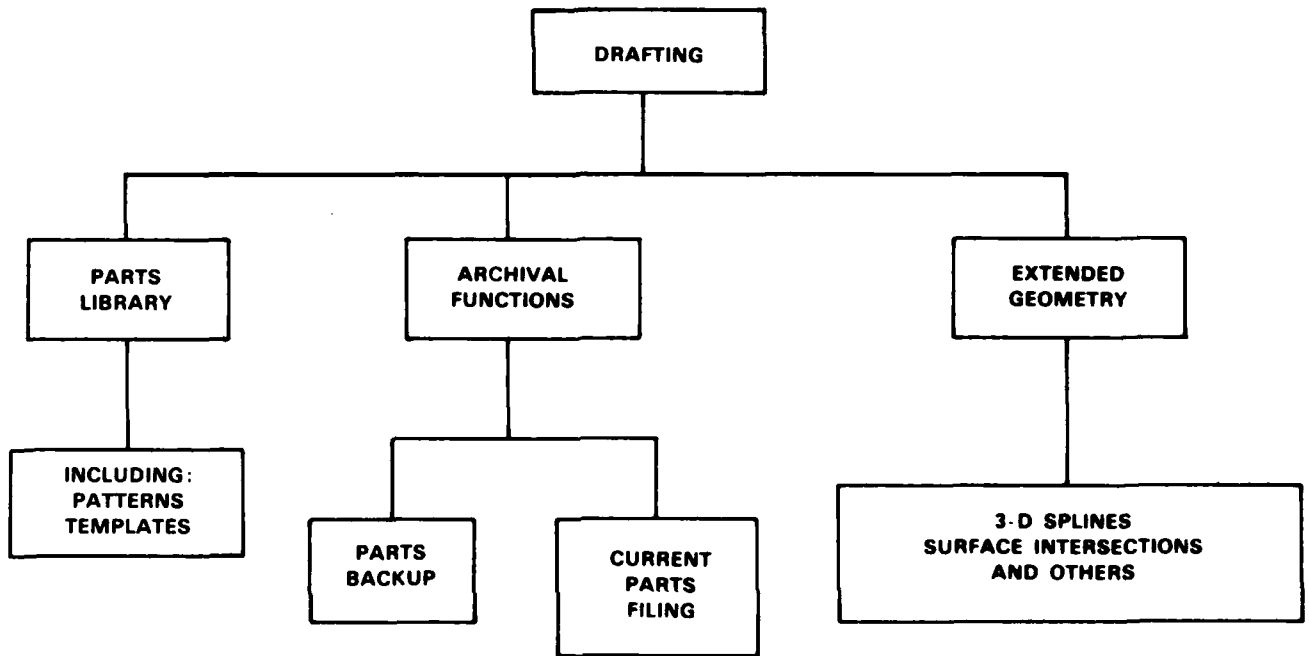 DRAFTING
PARTS
LIBRARY
ARCHIVAL
FUNCTIONS
EXTENDED
GEOMETRY
INCLUDING:
PATTERNS
TEMPLATES
PARTS
BACKUP
CURRENT
PARTS
FILING
3-D SPLINES
SURFACE INTERSECTIONS
AND OTHERS